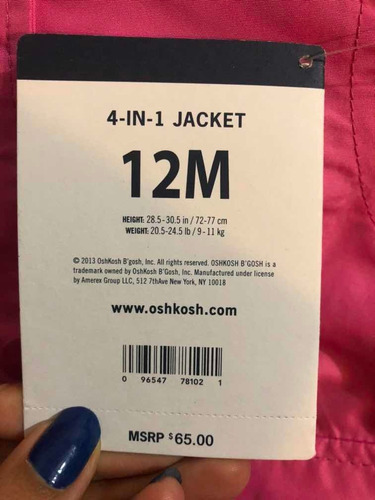 4-IN-1 JACKET
12M
HEIGHT: 28.5-30.5 in / 72-77 cm
WEIGHT: 20.5-24.5 lb / 9-11 kg
© 2013 OshKosh B'gosh, Inc. All rights reserved. OSHKOSH B'GOSH is a
trademark owned by OshKosh B'gosh, Inc. Manufactured under license
by Amerex Group LLC, 512 7thAve New York, NY 10018
www.oshkosh.com
0 96547 78102 1
MSRP $65.00